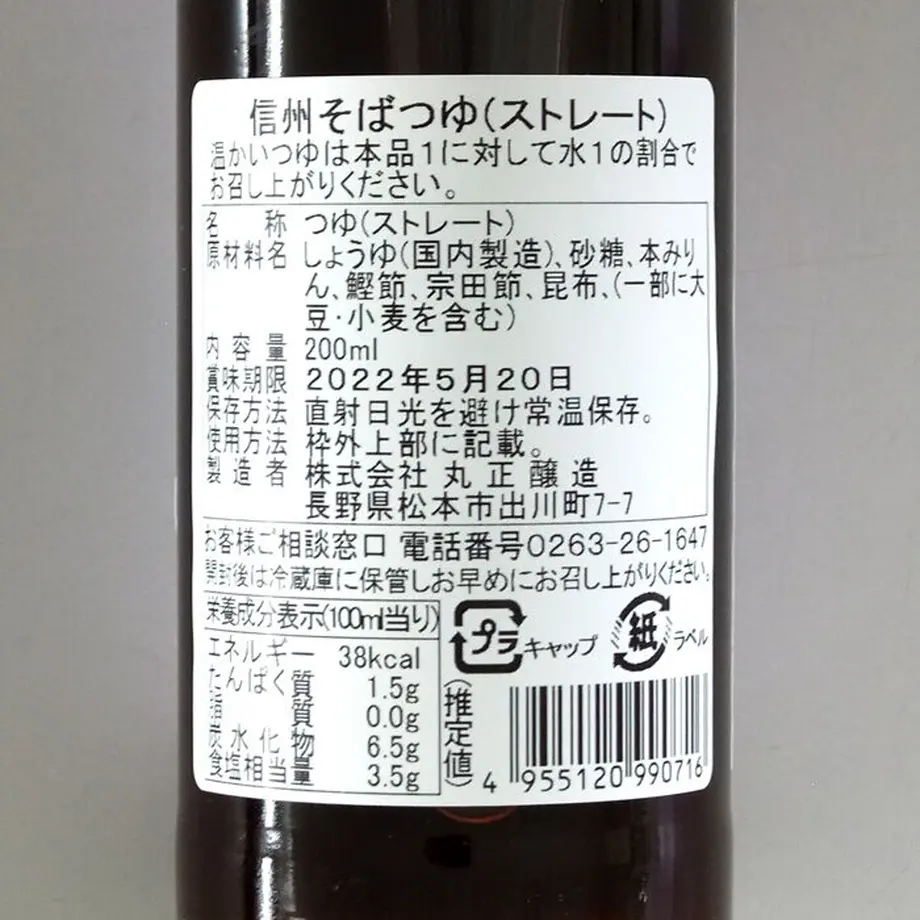 信州そばつゆ(ストレート)
温かいつゆは本品1に対して水1の割合で
お召し上がりください。
名称 つゆ(ストレート)
原材料名 しょうゆ(国内製造)、砂糖、本みり
ん、鰹節、宗田節、昆布、(一部に大
豆・小麦を含む)
内容量 200ml
賞味期限 2022年5月20日
保存方法 直射日光を避け常温保存。
使用方法 枠外上部に記載。
製造者 株式会社 丸正醸造
長野県松本市出川町7-7
お客様ご相談窓口 電話番号0263-26-1647
開封後は冷蔵庫に保管しお早めにお召し上がりください。
栄養成分表示(100ml当り)
エネルギー 38kcal
たんぱく質 1.5g
脂質 0.0g
炭水化物 6.5g
食塩相当量 3.5g
(推定値)
プラ キャップ
紙 ラベル
4 955120 990716